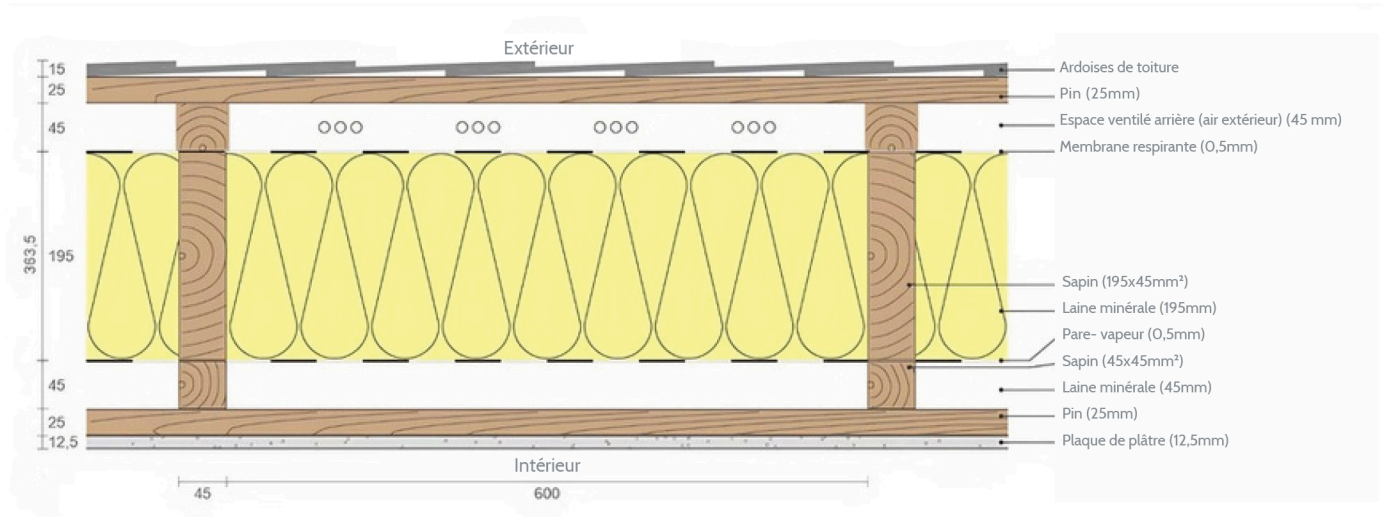 Extérieur
15
Ardoises de toiture
25
Pin (25mm)
45
Espace ventilé arrière (air extérieur) (45 mm)
Membrane respirante (0,5mm)
363,5
195
Sapin (195x45mm²)
Laine minérale (195mm)
Pare- vapeur (0,5mm)
Sapin (45x45mm²)
45
Laine minérale (45mm)
25
Pin (25mm)
12,5
Plaque de plâtre (12,5mm)
Intérieur
45
600